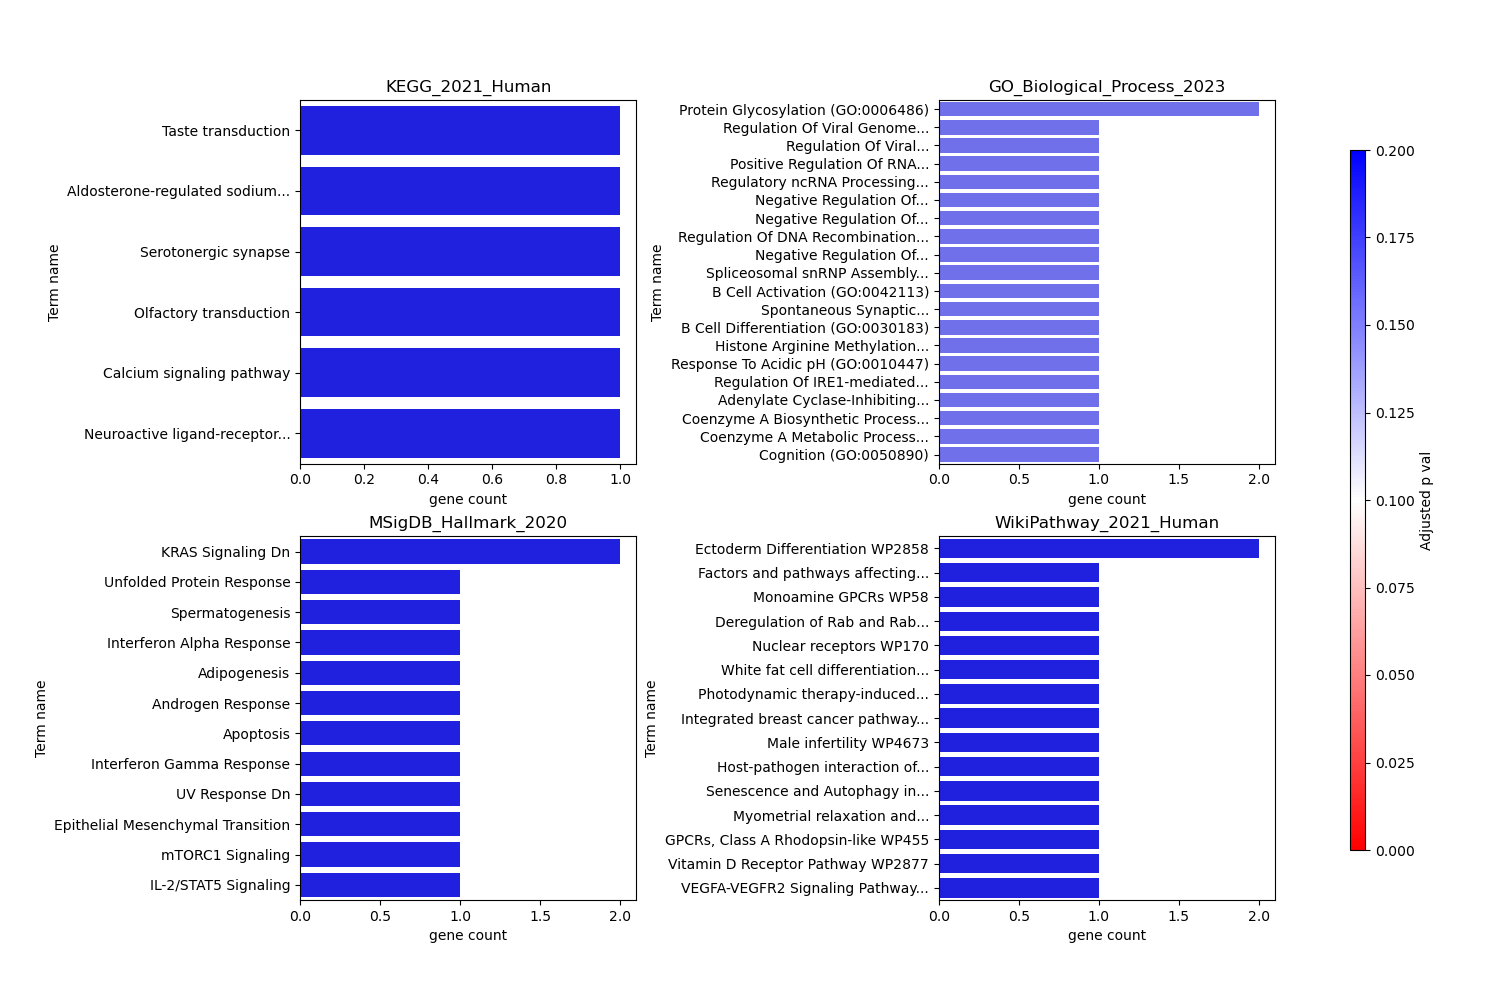 KEGG_2021_Human
Term name
Taste transduction
Aldosterone-regulated sodium...
Serotonergic synapse
Olfactory transduction
Calcium signaling pathway
Neuroactive ligand-receptor...
0.0 0.2 0.4 0.6 0.8 1.0
gene count
GO_Biological_Process_2023
Term name
Protein Glycosylation (GO:0006486)
Regulation Of Viral Genome...
Regulation Of Viral...
Positive Regulation Of RNA...
Regulatory ncRNA Processing...
Negative Regulation Of...
Negative Regulation Of...
Regulation Of DNA Recombination...
Negative Regulation Of...
Spliceosomal snRNP Assembly...
B Cell Activation (GO:0042113)
Spontaneous Synaptic...
B Cell Differentiation (GO:0030183)
Histone Arginine Methylation...
Response To Acidic pH (GO:0010447)
Regulation Of IRE1-mediated...
Adenylate Cyclase-Inhibiting...
Coenzyme A Biosynthetic Process...
Coenzyme A Metabolic Process...
Cognition (GO:0050890)
0.0 0.5 1.0 1.5 2.0
gene count
MSigDB_Hallmark_2020
Term name
KRAS Signaling Dn
Unfolded Protein Response
Spermatogenesis
Interferon Alpha Response
Adipogenesis
Androgen Response
Apoptosis
Interferon Gamma Response
UV Response Dn
Epithelial Mesenchymal Transition
mTORC1 Signaling
IL-2/STAT5 Signaling
0.0 0.5 1.0 1.5 2.0
gene count
WikiPathway_2021_Human
Term name
Ectoderm Differentiation WP2858
Factors and pathways affecting...
Monoamine GPCRs WP58
Deregulation of Rab and Rab...
Nuclear receptors WP170
White fat cell differentiation...
Photodynamic therapy-induced...
Integrated breast cancer pathway...
Male infertility WP4673
Host-pathogen interaction of...
Senescence and Autophagy in...
Myometrial relaxation and...
GPCRs, Class A Rhodopsin-like WP455
Vitamin D Receptor Pathway WP2877
VEGFA-VEGFR2 Signaling Pathway...
0.0 0.5 1.0 1.5 2.0
gene count
0.200
0.175
0.150
0.125
0.100
0.075
0.050
0.025
0.000
Adjusted p val